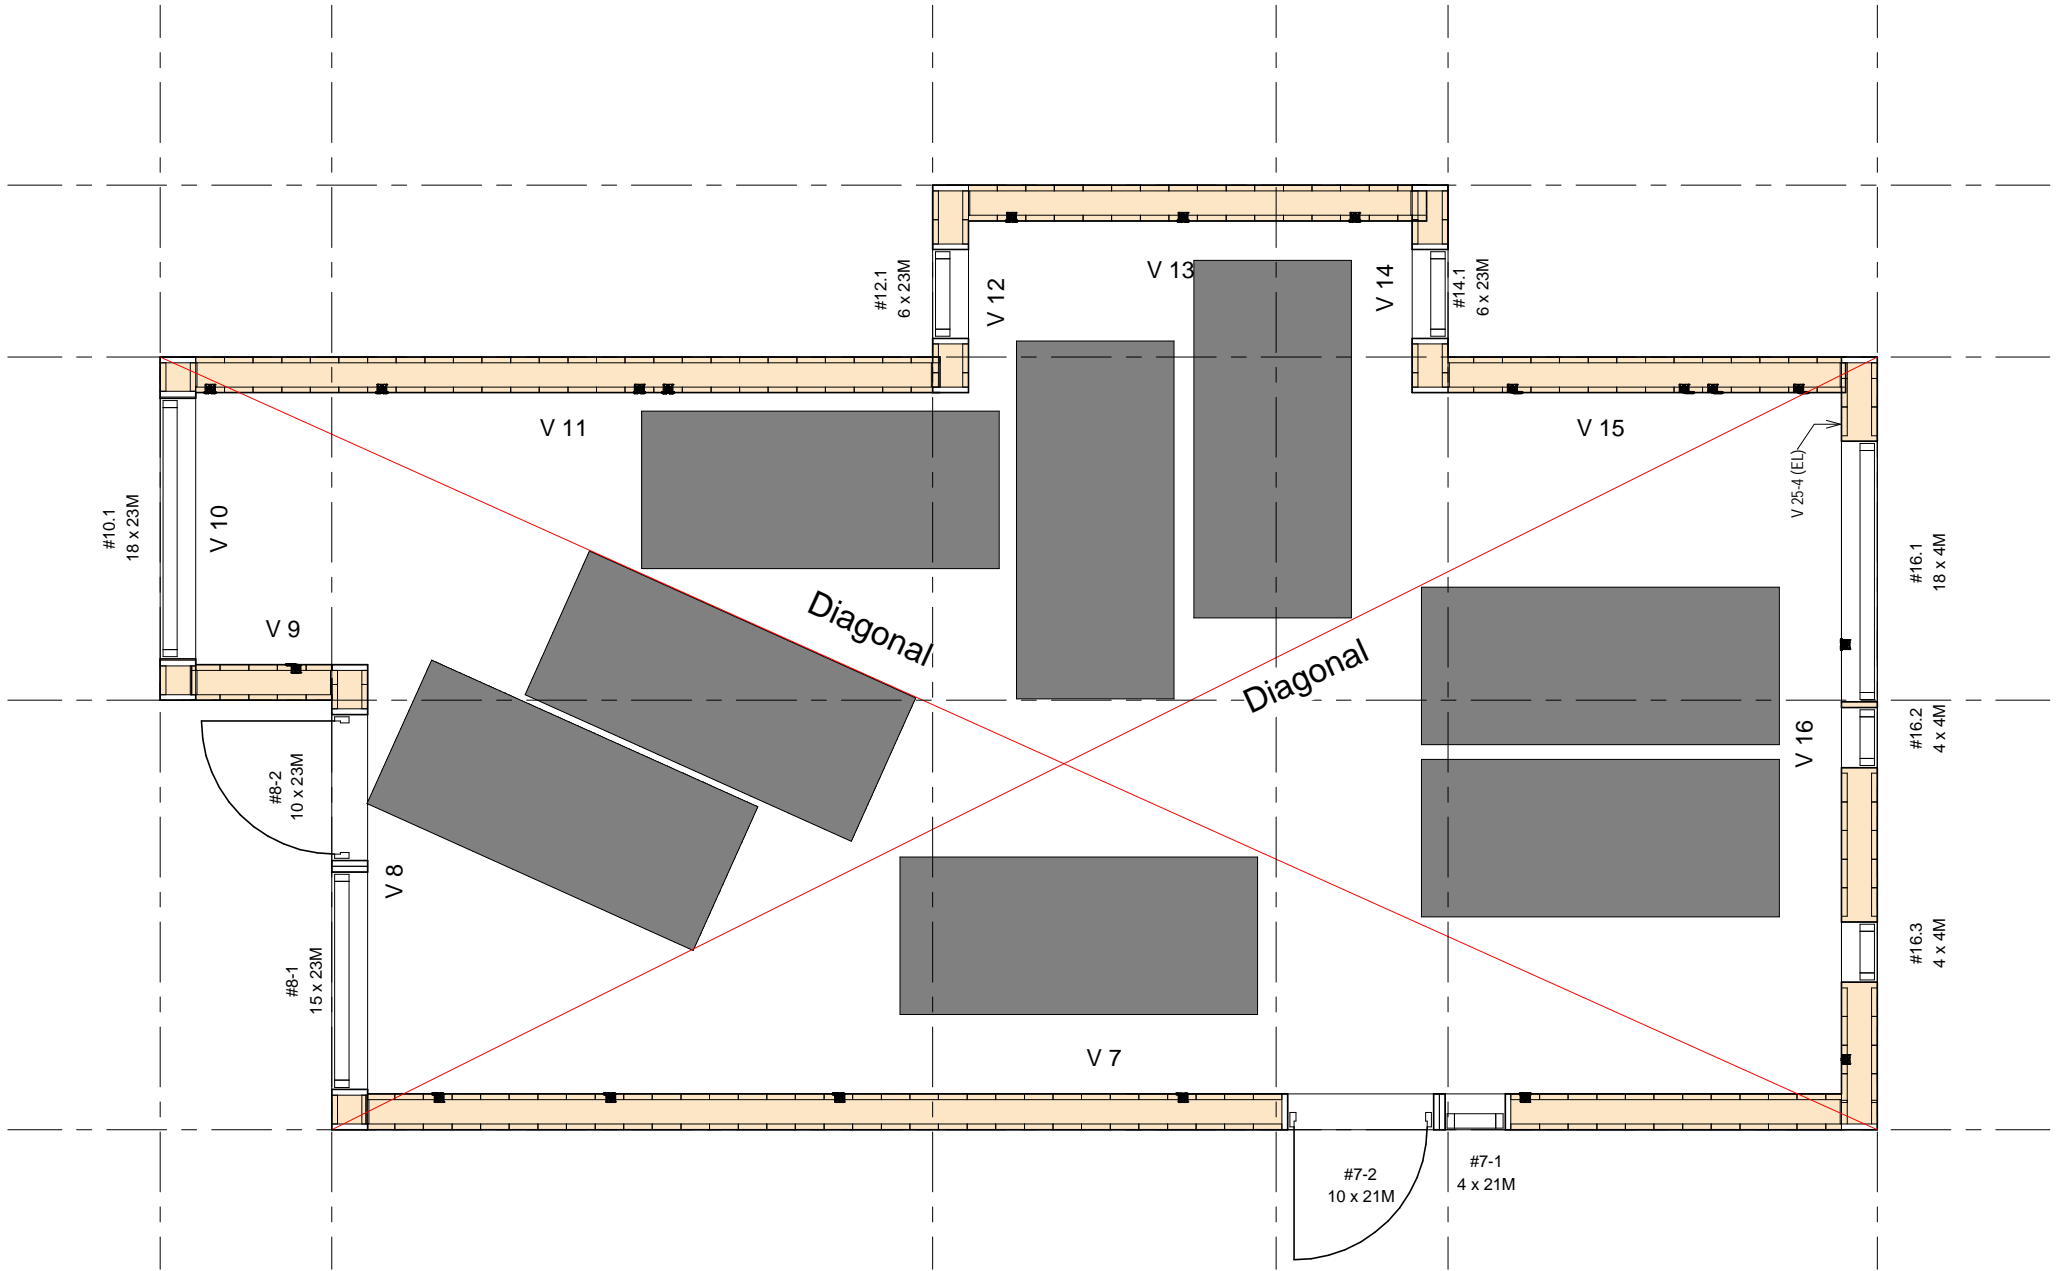 V 13
#12.1
6 x 23M
V 12
V 14
#14.1
6 x 23M
V 11
V 15
V 25-4 (EL)
#10.1
18 x 23M
V 10
#16.1
18 x 4M
V 9
Diagonal
Diagonal
#16.2
4 x 4M
V 16
#8-2
10 x 23M
V 8
#8-1
15 x 23M
#16.3
4 x 4M
V 7
#7-2
10 x 21M
#7-1
4 x 21M